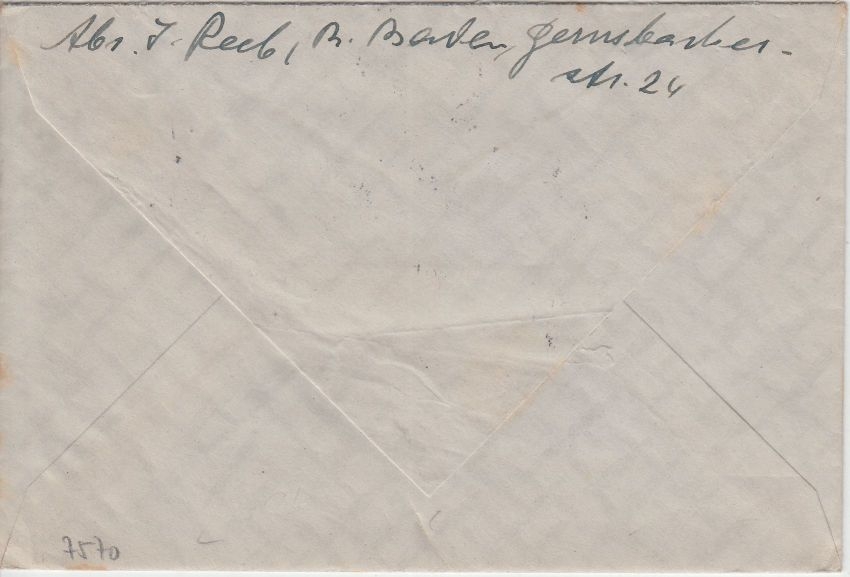 Abs. J. Reeb, B. Baden, Gernsbacher-
str. 24
7570